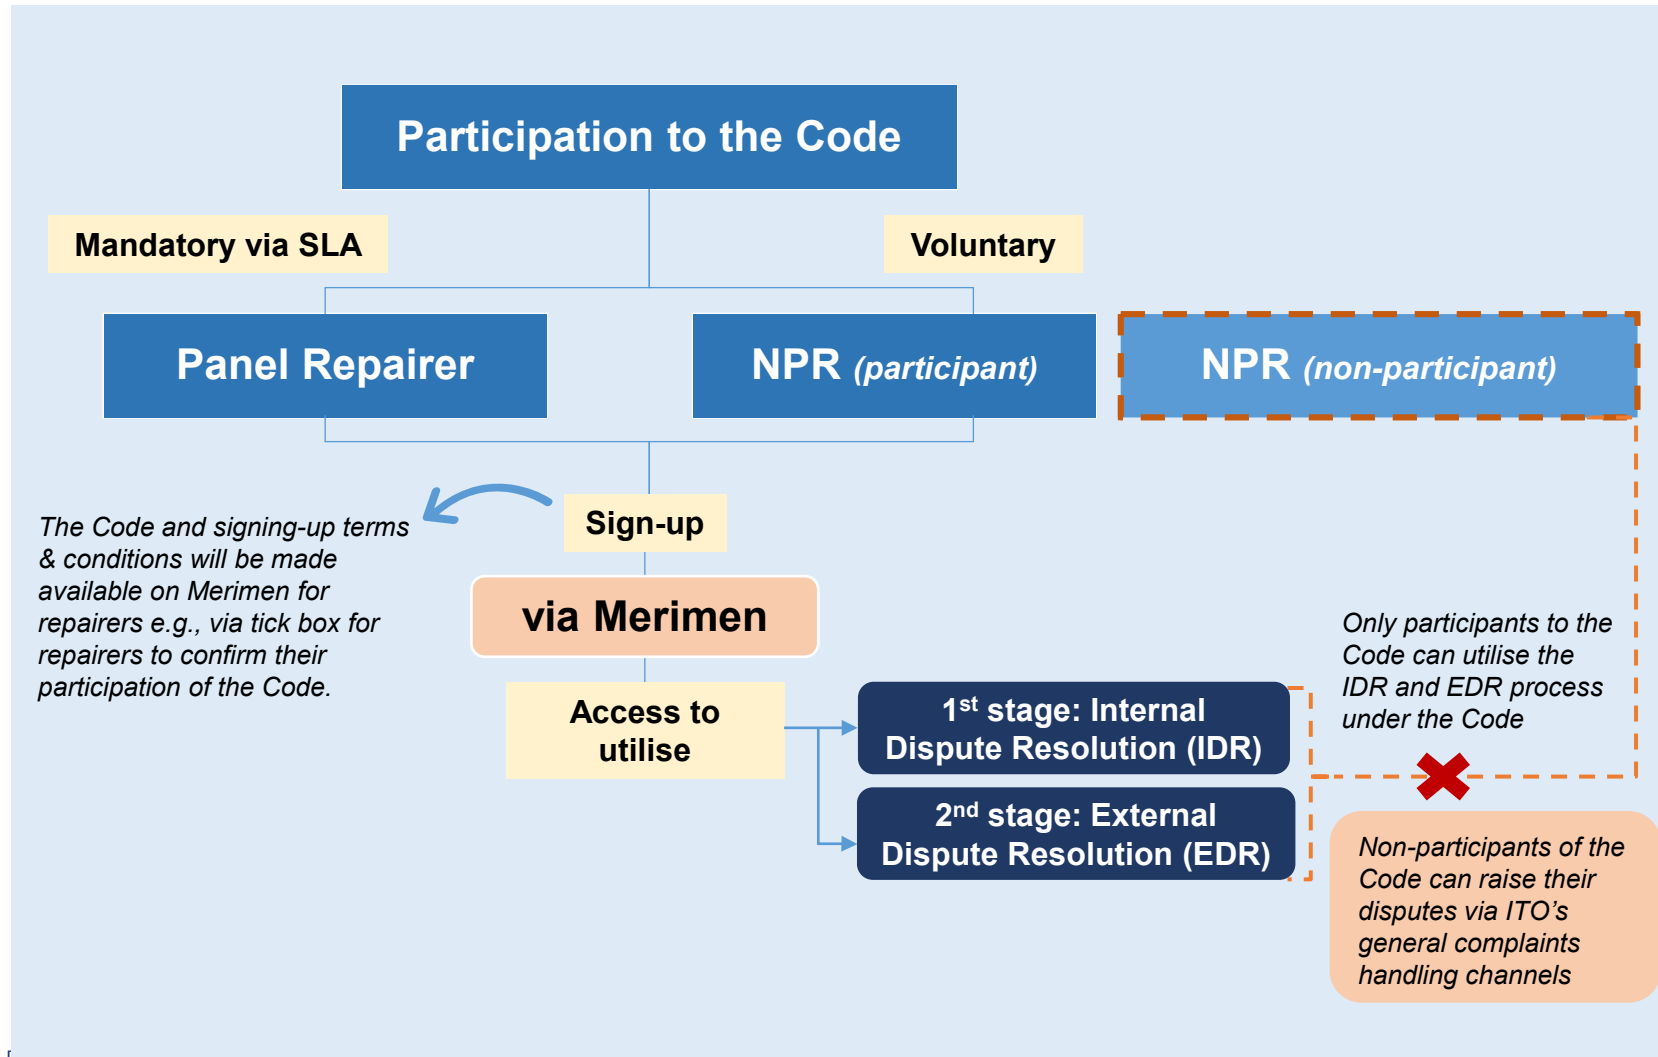 Participation to the Code
Mandatory via SLA
Voluntary
Panel Repairer
NPR (participant)
NPR (non-participant)
Sign-up
The Code and signing-up terms
& conditions will be made
available on Merimen for
repairers e.g., via tick box for
repairers to confirm their
participation of the Code.
via Merimen
Access to
utilise
1st stage: Internal
Dispute Resolution (IDR)
2nd stage: External
Dispute Resolution (EDR)
Only participants to the
Code can utilise the
IDR and EDR process
under the Code
Non-participants of the
Code can raise their
disputes via ITO’s
general complaints
handling channels